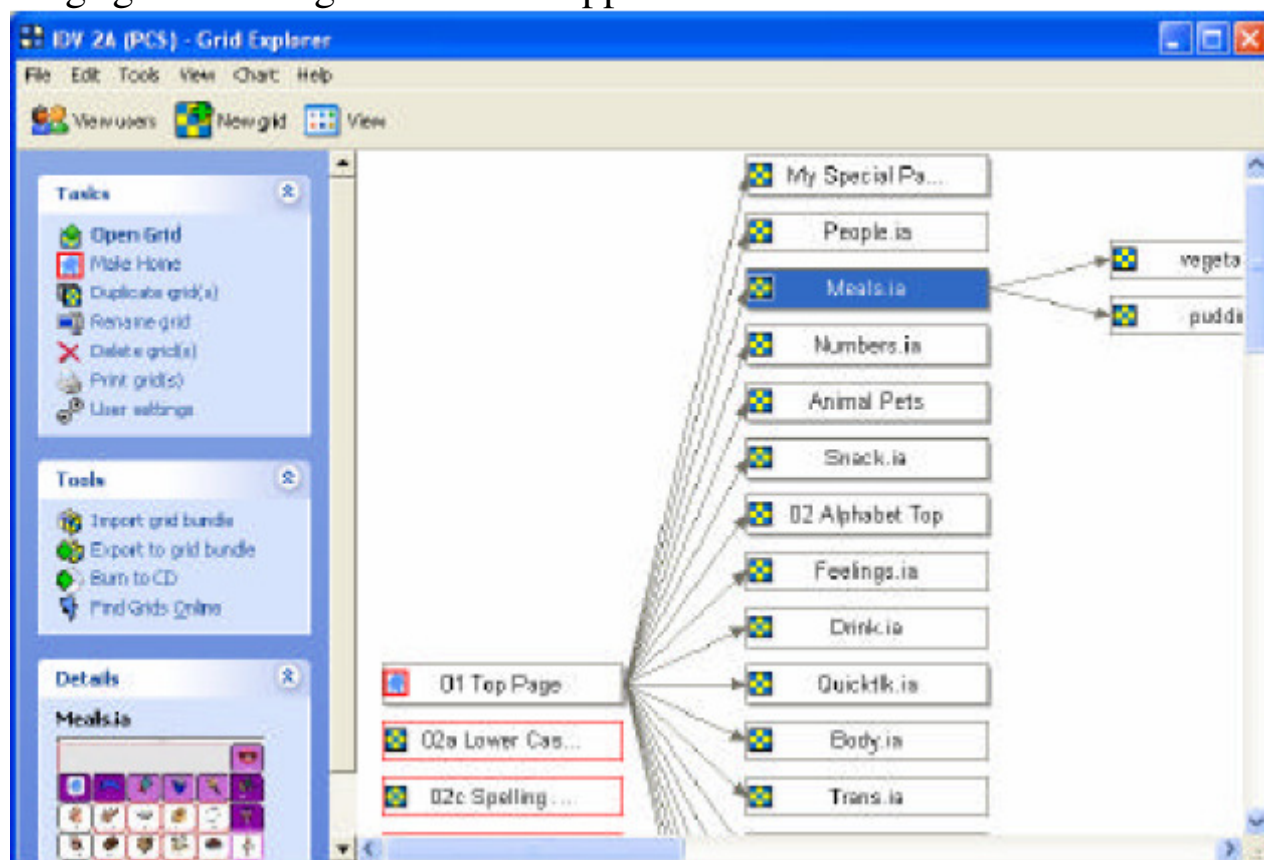 IDV 2A (PCS) - Grid Explorer
File Edit Tools View Chart Help
View users New grid View
Tasks
Open Grid
Make Home
Duplicate grid(s)
Rename grid
Delete grid(s)
Print grid(s)
User settings
Tools
Import grid bundle
Export to grid bundle
Burn to CD
Find Grids Online
Details
Meals.ia
My Special Pa...
People.ia
Meals.ia
Numbers.ia
Animal Pets
Snack.ia
02 Alphabet Top
Feelings.ia
Drink.ia
Quicktlk.ia
Body.ia
Trans.ia
01 Top Page
02a Lower Cas...
02c Spelling ...
vegeta
puddi